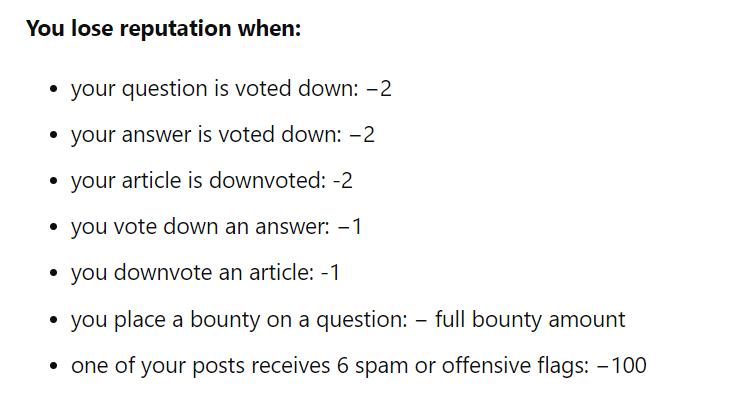 You lose reputation when:
• your question is voted down: −2
• your answer is voted down: −2
• your article is downvoted: -2
• you vote down an answer: −1
• you downvote an article: -1
• you place a bounty on a question: − full bounty amount
• one of your posts receives 6 spam or offensive flags: −100